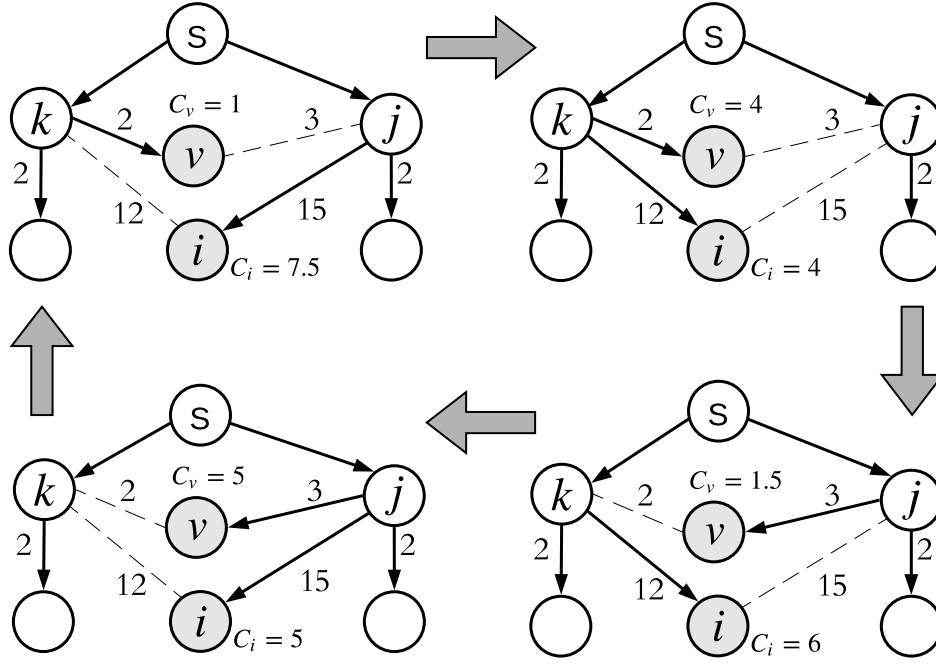 S
k
C_v = 1
j
2
3
v
2
2
12
15
i
C_i = 7.5
S
k
C_v = 4
j
2
3
v
2
2
12
15
i
C_i = 4
S
k
C_v = 5
j
2
3
v
2
2
12
15
i
C_i = 5
S
k
C_v = 1.5
j
2
3
v
2
2
12
15
i
C_i = 6